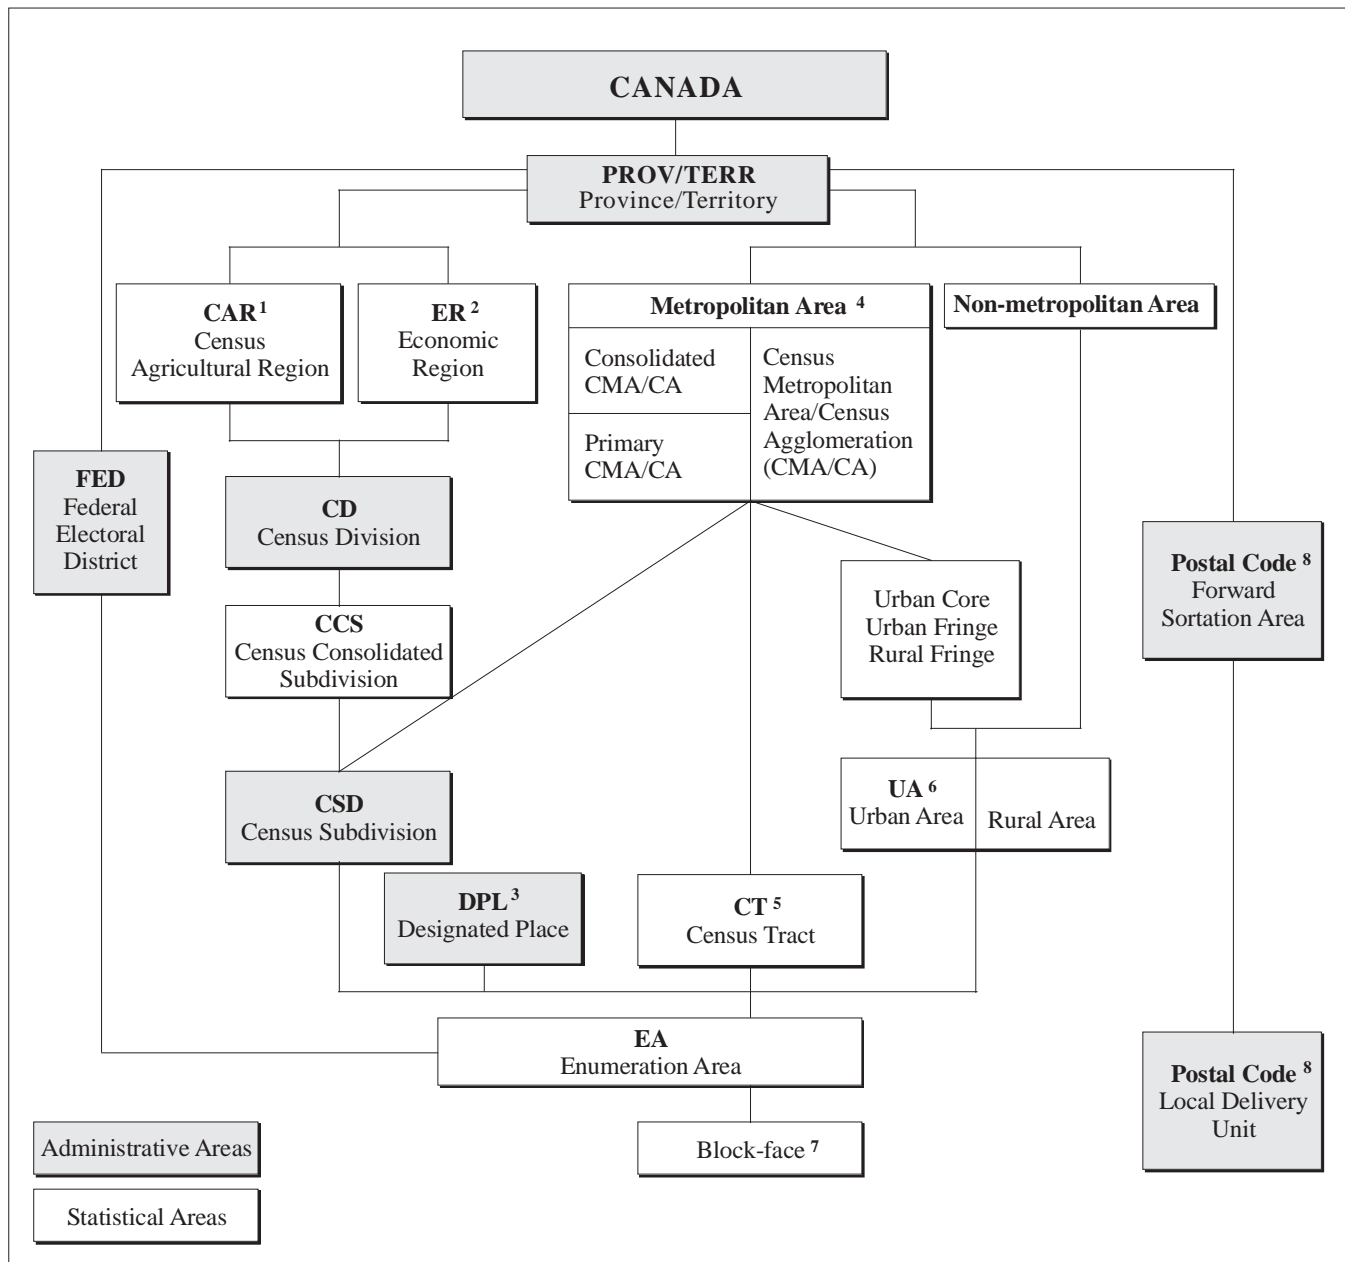 CANADA
PROV/TERR
Province/Territory
CAR 1
Census
Agricultural Region
ER 2
Economic
Region
Metropolitan Area 4
Consolidated
CMA/CA
Primary
CMA/CA
Census
Metropolitan
Area/Census
Agglomeration
(CMA/CA)
Non-metropolitan Area
FED
Federal
Electoral
District
CD
Census Division
CCS
Census Consolidated
Subdivision
Urban Core
Urban Fringe
Rural Fringe
Postal Code 8
Forward
Sortation Area
CSD
Census Subdivision
UA 6
Urban Area
Rural Area
DPL 3
Designated Place
CT 5
Census Tract
EA
Enumeration Area
Postal Code 8
Local Delivery
Unit
Block-face 7
Administrative Areas
Statistical Areas